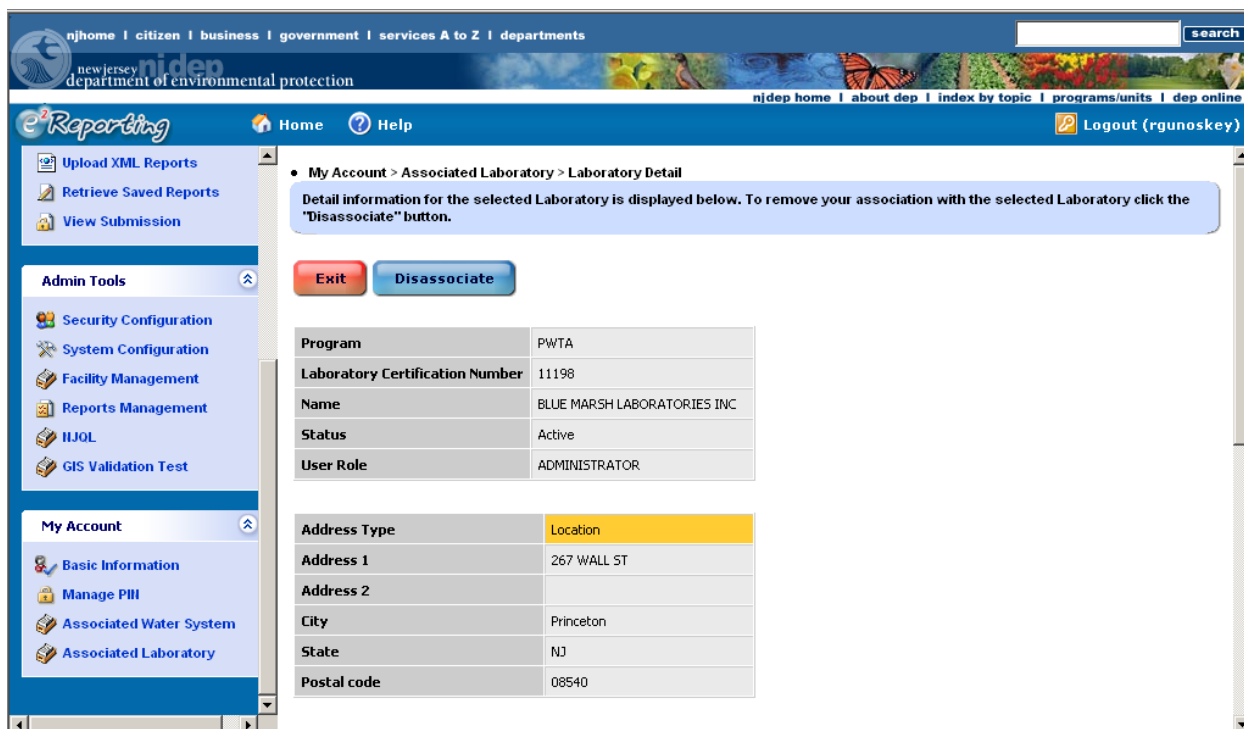 njhome l citizen l business l government l services A to Z l departments
search
newjersey njdep
department of environmental protection
njdep home l about dep l index by topic l programs/units l dep online
e2Reporting
Home
Help
Logout (rgunoskey)
Upload XML Reports
Retrieve Saved Reports
View Submission
Admin Tools
Security Configuration
System Configuration
Facility Management
Reports Management
NJQL
GIS Validation Test
My Account
Basic Information
Manage PIN
Associated Water System
Associated Laboratory
• My Account > Associated Laboratory > Laboratory Detail
Detail information for the selected Laboratory is displayed below. To remove your association with the selected Laboratory click the
"Disassociate" button.
Exit
Disassociate
Program PWTA
Laboratory Certification Number 11198
Name BLUE MARSH LABORATORIES INC
Status Active
User Role ADMINISTRATOR
Address Type Location
Address 1 267 WALL ST
Address 2
City Princeton
State NJ
Postal code 08540